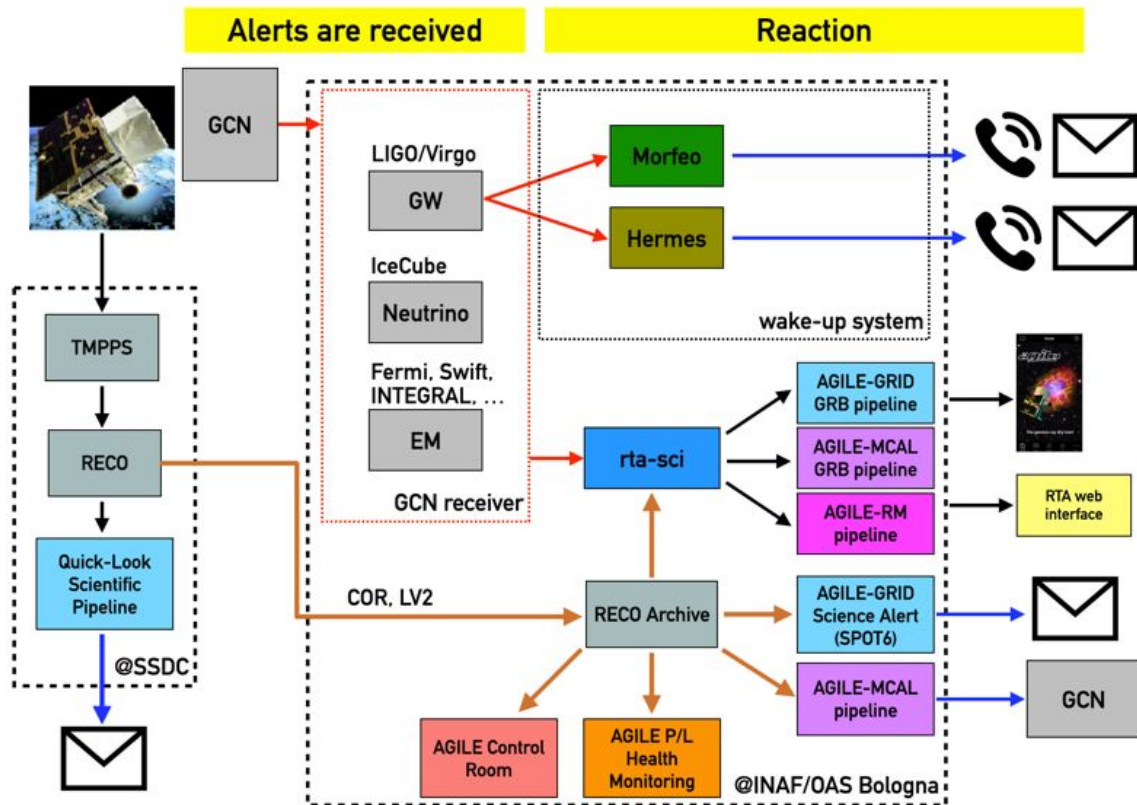 Alerts are received
Reaction
GCN
LIGO/Virgo
GW
IceCube
Neutrino
Fermi, Swift,
INTEGRAL, ...
EM
GCN receiver
Morfeo
Hermes
wake-up system
TMPPS
RECO
Quick-Look
Scientific
Pipeline
@SSDC
COR, LV2
rta-sci
RECO Archive
AGILE-GRID
GRB pipeline
AGILE-MCAL
GRB pipeline
AGILE-RM
pipeline
AGILE-GRID
Science Alert
(SPOT6)
AGILE-MCAL
pipeline
AGILE Control
Room
AGILE P/L
Health
Monitoring
@INAF/OAS Bologna
agile
RTA web
interface
GCN